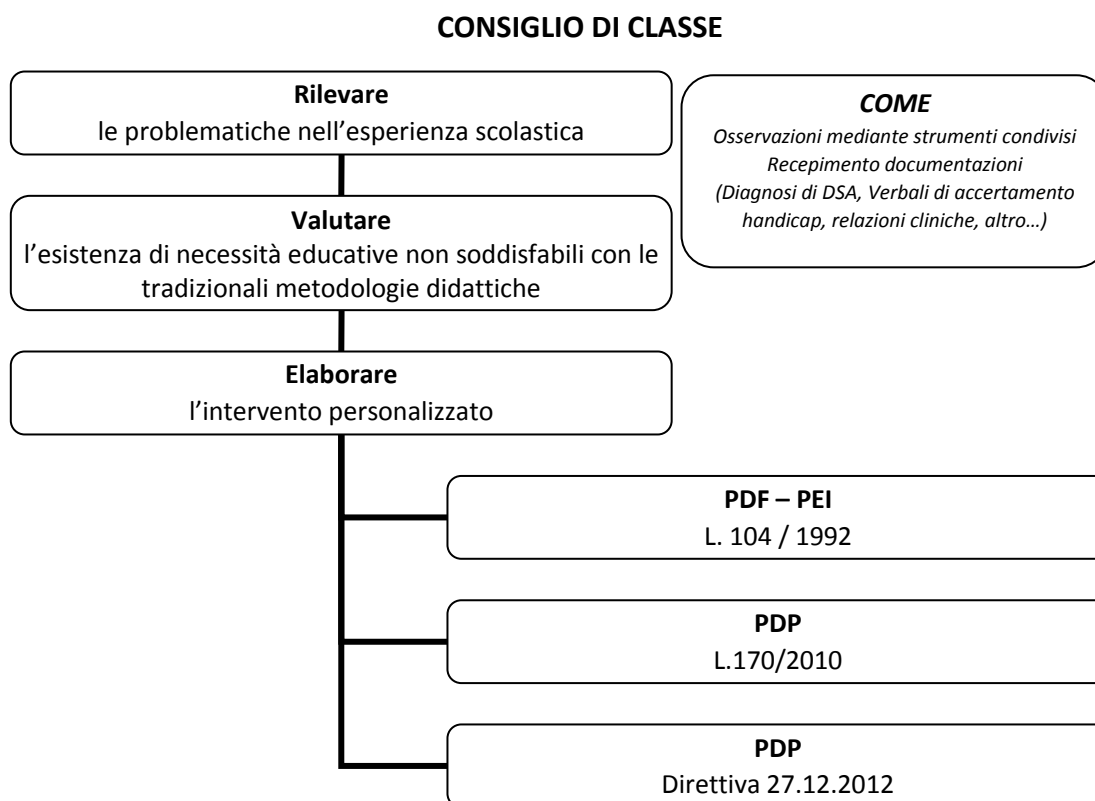 CONSIGLIO DI CLASSE
Rilevare
le problematiche nell’esperienza scolastica
COME
Osservazioni mediante strumenti condivisi
Recepimento documentazioni
(Diagnosi di DSA, Verbali di accertamento
handicap, relazioni cliniche, altro…)
Valutare
l’esistenza di necessità educative non soddisfabili con le
tradizionali metodologie didattiche
Elaborare
l’intervento personalizzato
PDF – PEI
L. 104 / 1992
PDP
L.170/2010
PDP
Direttiva 27.12.2012